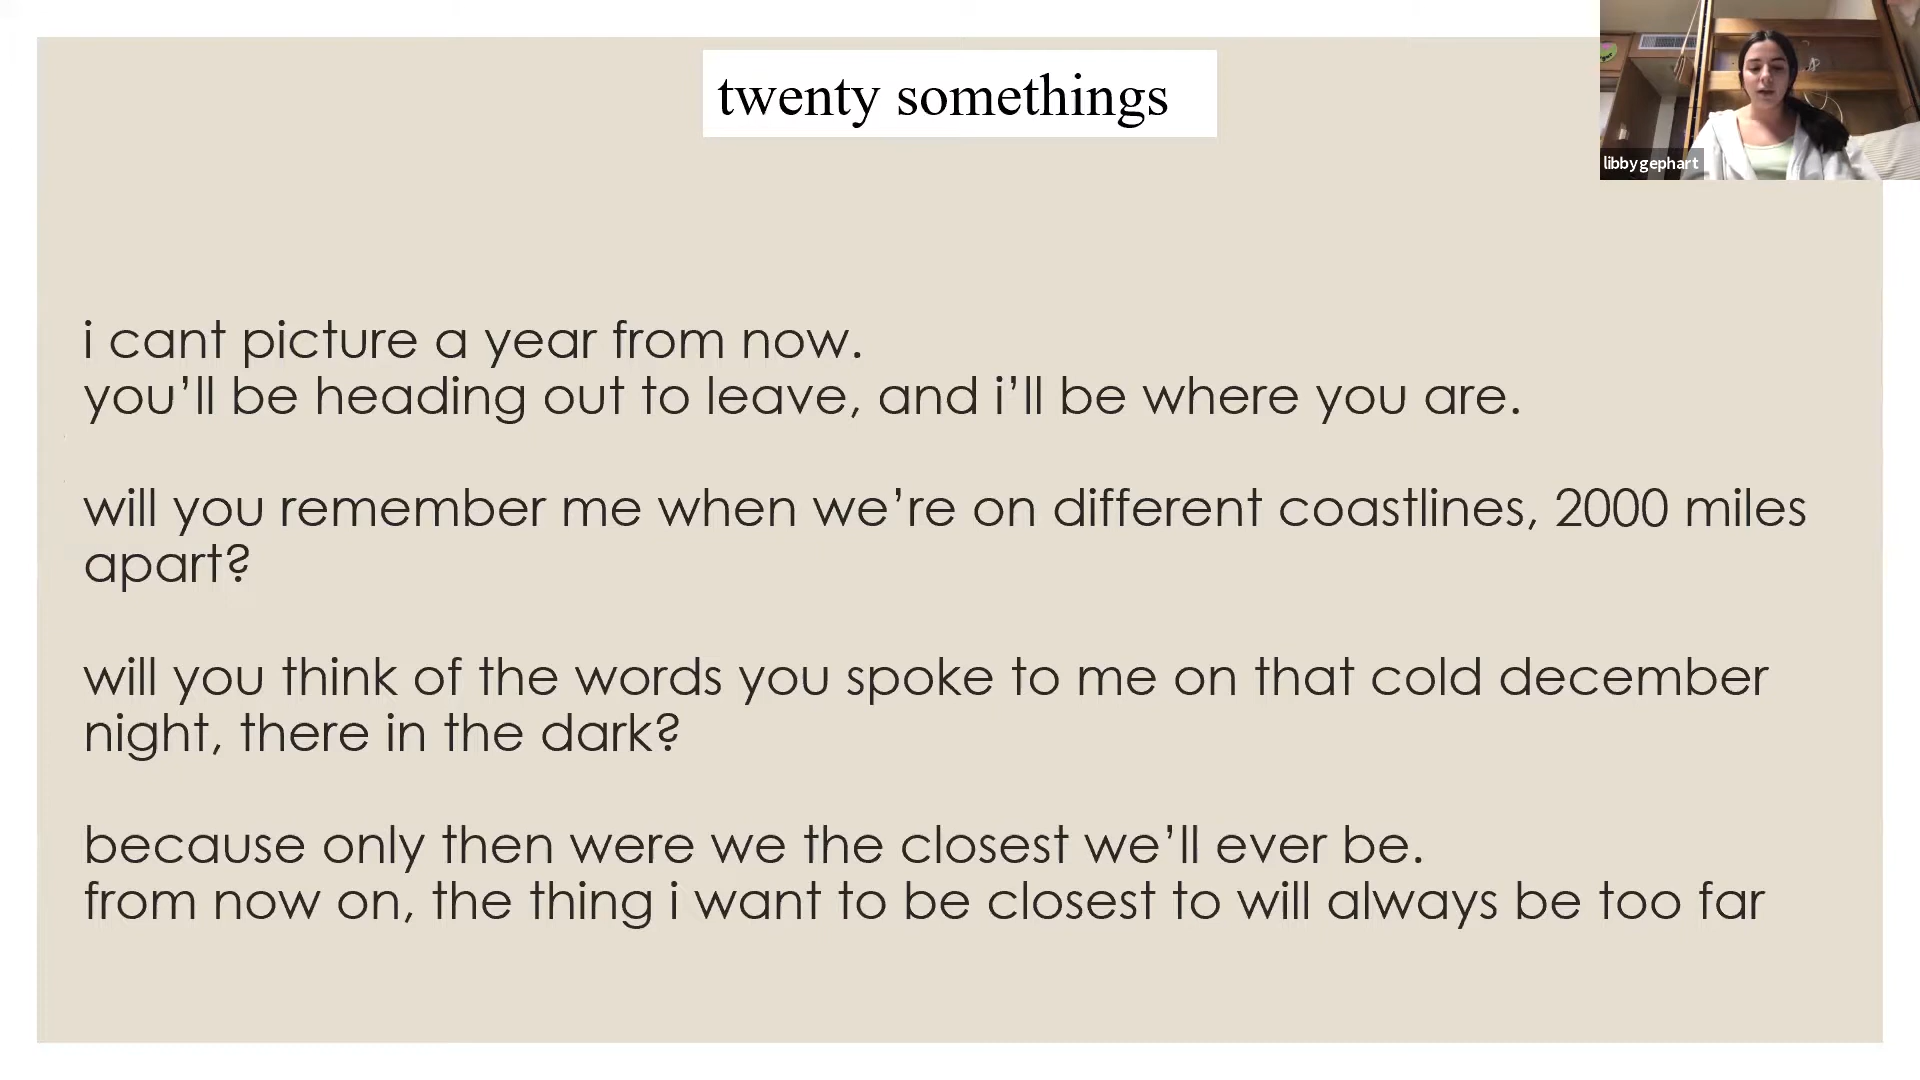 twenty somethings
libby gephart
i cant picture a year from now.
you’ll be heading out to leave, and i’ll be where you are.
will you remember me when we’re on different coastlines, 2000 miles
apart?
will you think of the words you spoke to me on that cold december
night, there in the dark?
because only then were we the closest we’ll ever be.
from now on, the thing i want to be closest to will always be too far